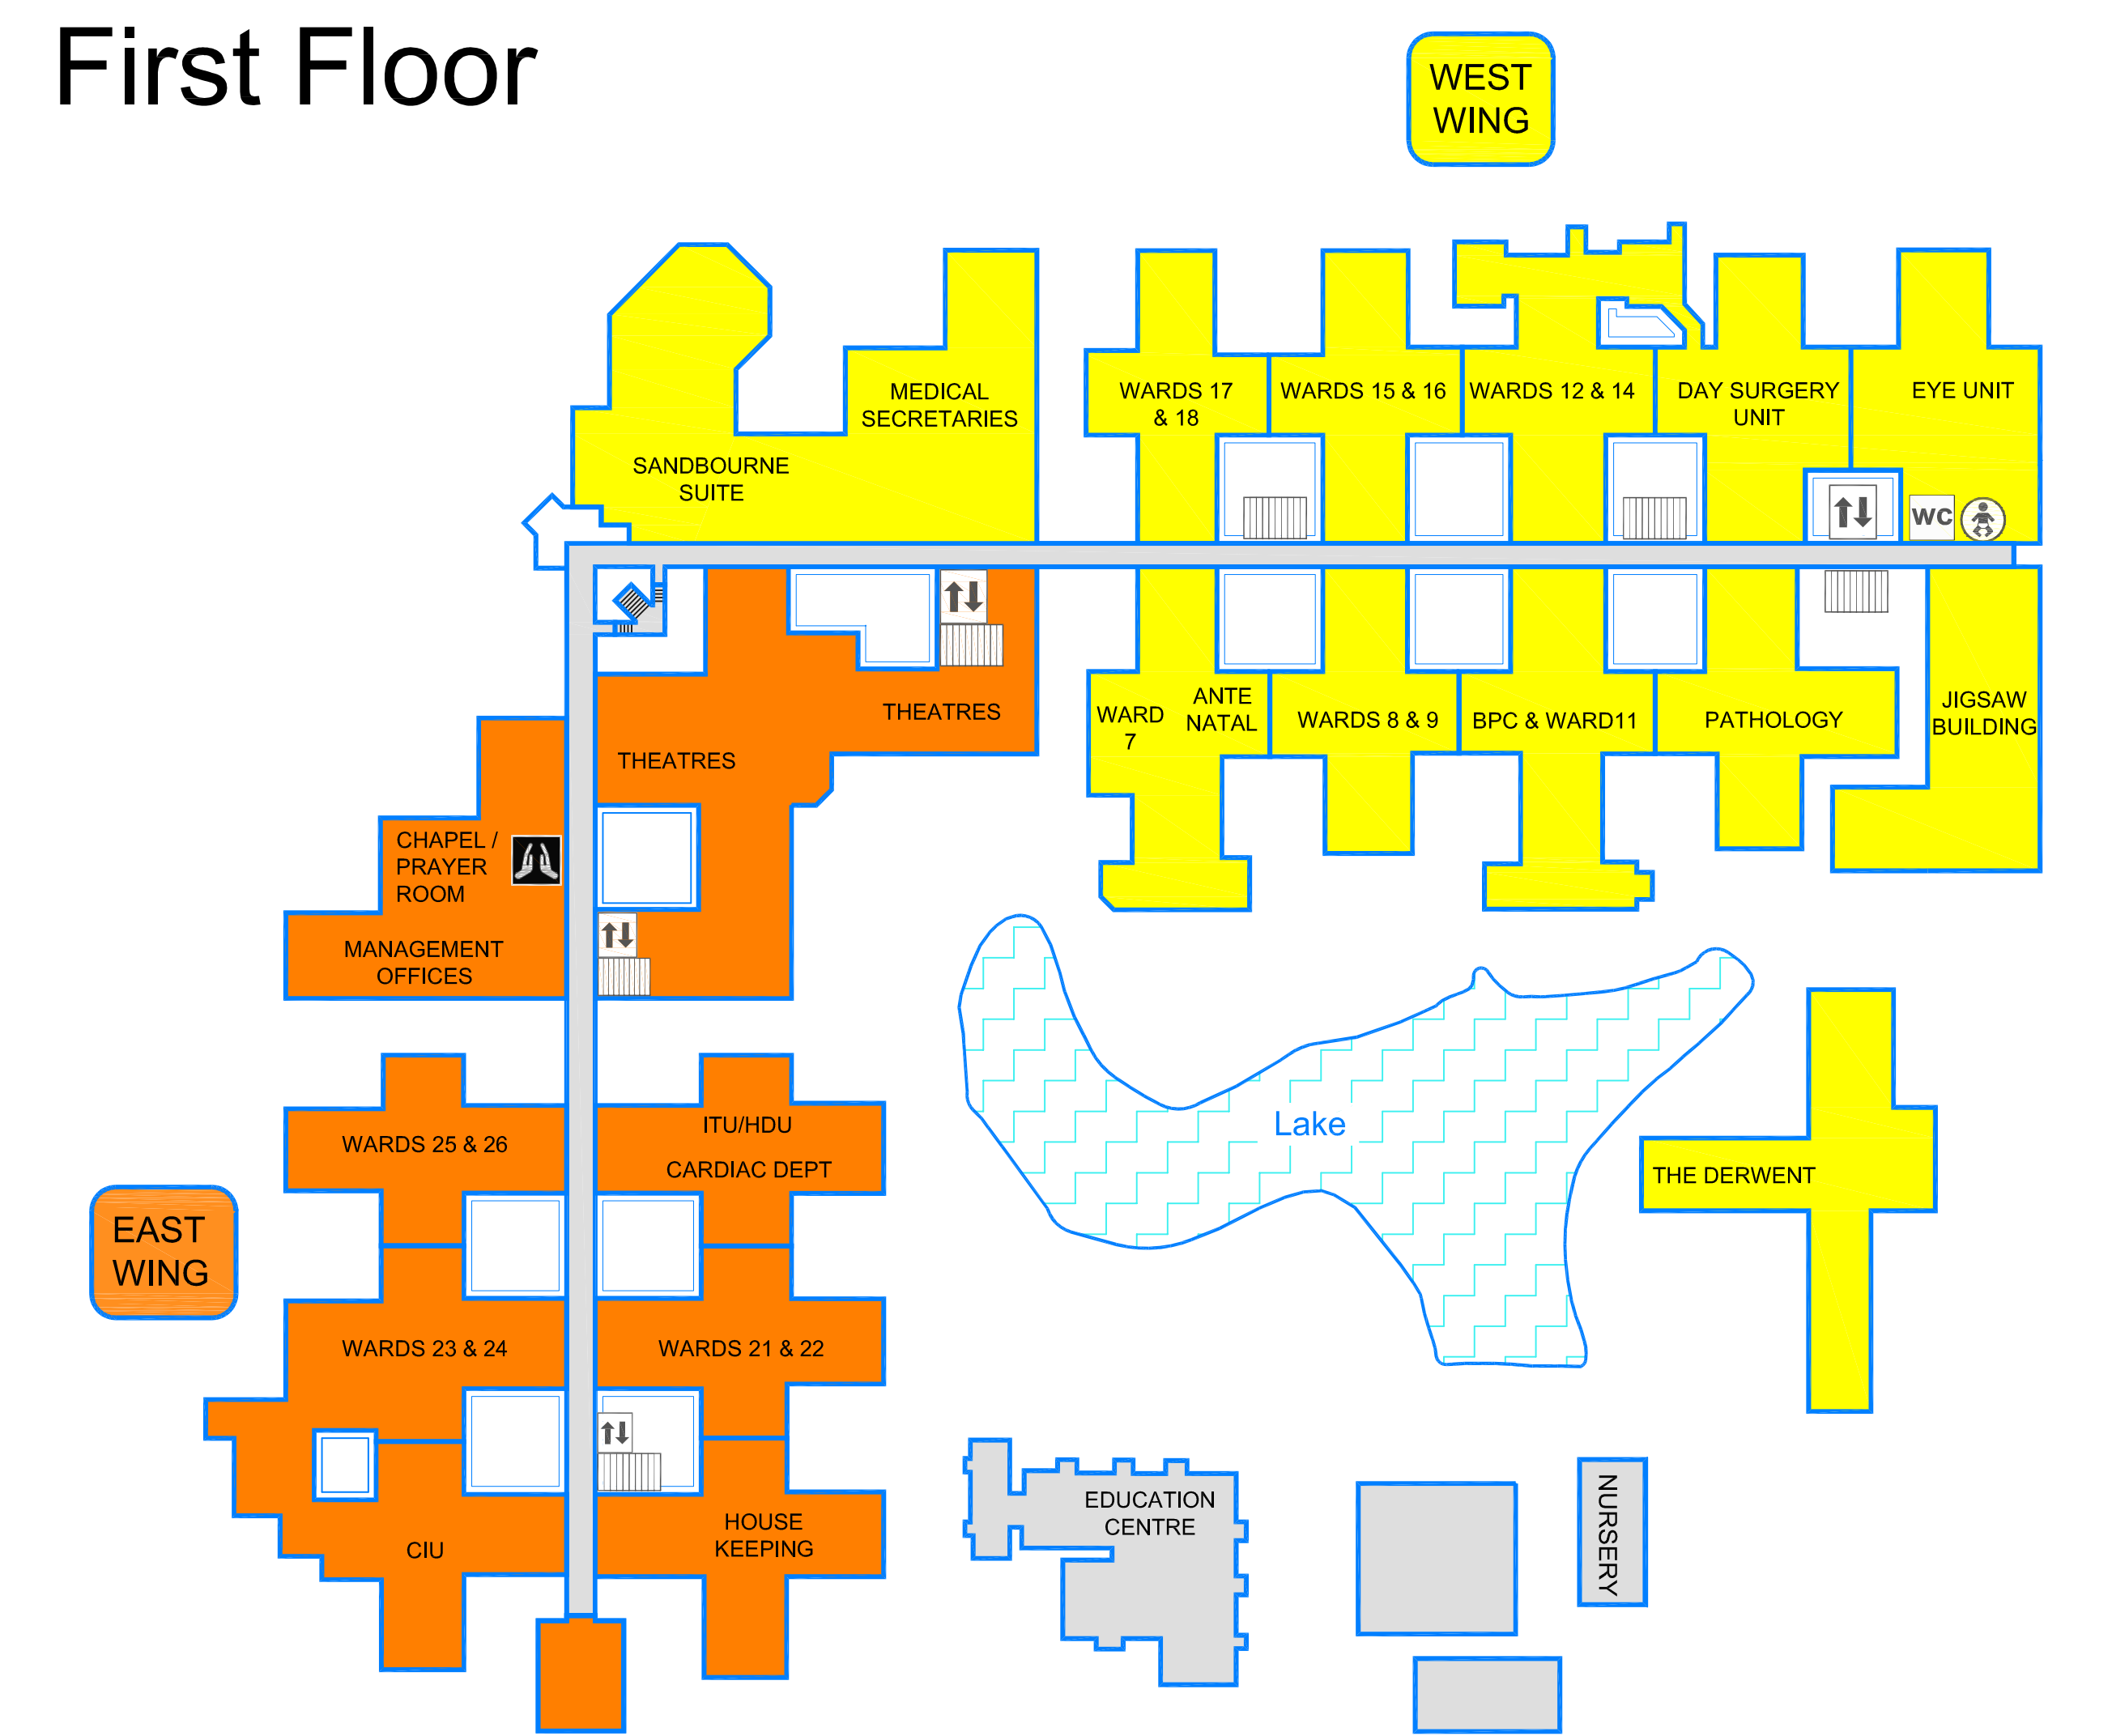 First Floor
WEST
WING
MEDICAL
SECRETARIES
SANDBOURNE
SUITE
WARDS 17
& 18
WARDS 15 & 16
WARDS 12 & 14
DAY SURGERY
UNIT
EYE UNIT
WC
THEATRES
THEATRES
WARD
7
ANTE
NATAL
WARDS 8 & 9
BPC & WARD11
PATHOLOGY
JIGSAW
BUILDING
CHAPEL /
PRAYER
ROOM
MANAGEMENT
OFFICES
Lake
THE DERWENT
WARDS 25 & 26
ITU/HDU
CARDIAC DEPT
EAST
WING
WARDS 23 & 24
WARDS 21 & 22
CIU
HOUSE
KEEPING
EDUCATION
CENTRE
NURSERY